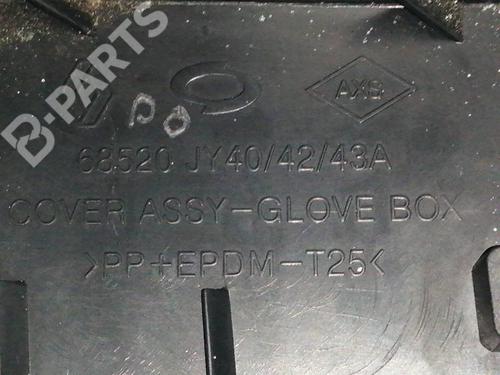 B-PARTS
AXS
68520 JY40/42/43A
COVER ASSY-GLOVE BOX
>PP+EPDM-T25<